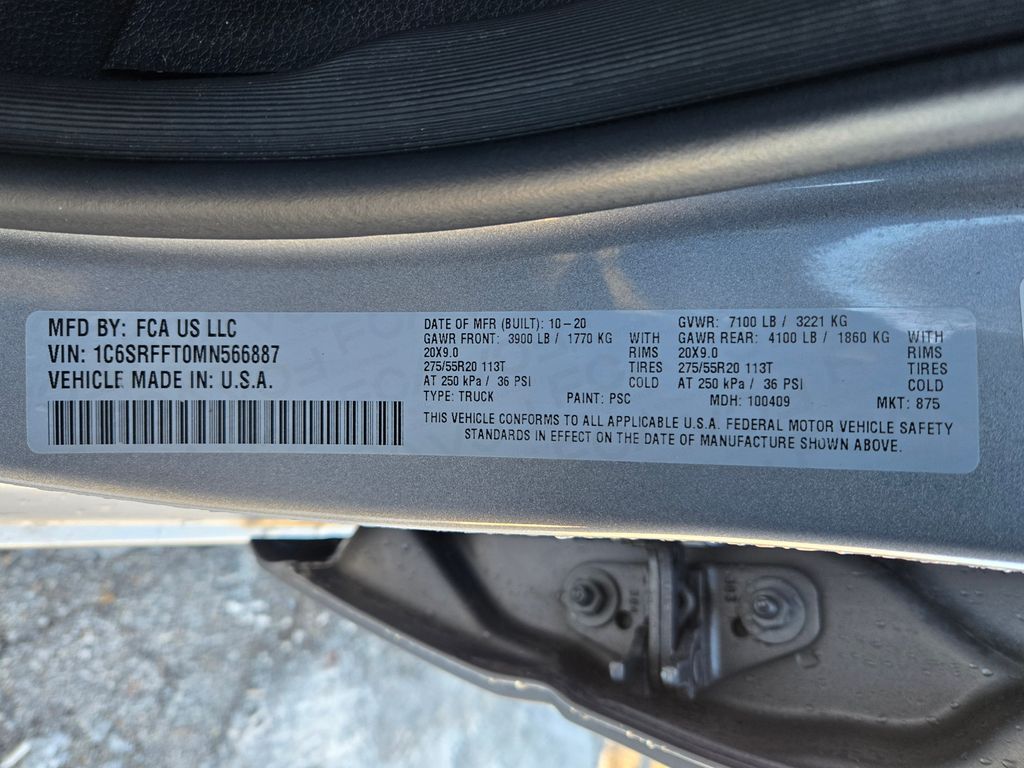 MFD BY: FCA US LLC
VIN: 1C6SRFFT0MN566887
VEHICLE MADE IN: U.S.A.
DATE OF MFR (BUILT): 10-20
GVWR: 7100 LB / 3221 KG
GAWR FRONT: 3900 LB / 1770 KG WITH
GAWR REAR: 4100 LB / 1860 KG WITH
20X9.0 RIMS
20X9.0 RIMS
275/55R20 113T TIRES
275/55R20 113T TIRES
AT 250 kPa / 36 PSI COLD
AT 250 kPa / 36 PSI COLD
TYPE: TRUCK PAINT: PSC MDH: 100409 MKT: 875
THIS VEHICLE CONFORMS TO ALL APPLICABLE U.S.A. FEDERAL MOTOR VEHICLE SAFETY
STANDARDS IN EFFECT ON THE DATE OF MANUFACTURE SHOWN ABOVE.